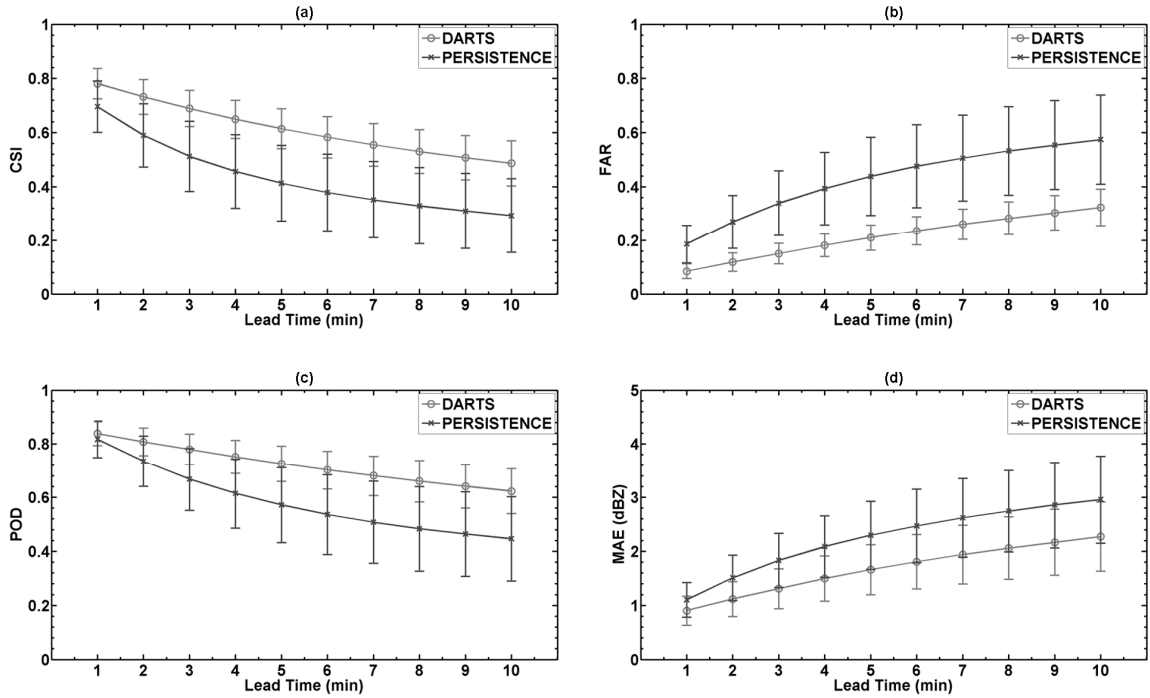 (a)
1
0.8
0.6
0.4
0.2
0
CSI
DARTS
PERSISTENCE
1 2 3 4 5 6 7 8 9 10
Lead Time (min)
(b)
1
0.8
0.6
0.4
0.2
0
FAR
DARTS
PERSISTENCE
1 2 3 4 5 6 7 8 9 10
Lead Time (min)
(c)
1
0.8
0.6
0.4
0.2
0
POD
DARTS
PERSISTENCE
1 2 3 4 5 6 7 8 9 10
Lead Time (min)
(d)
5
4
3
2
1
0
MAE (dBZ)
DARTS
PERSISTENCE
1 2 3 4 5 6 7 8 9 10
Lead Time (min)